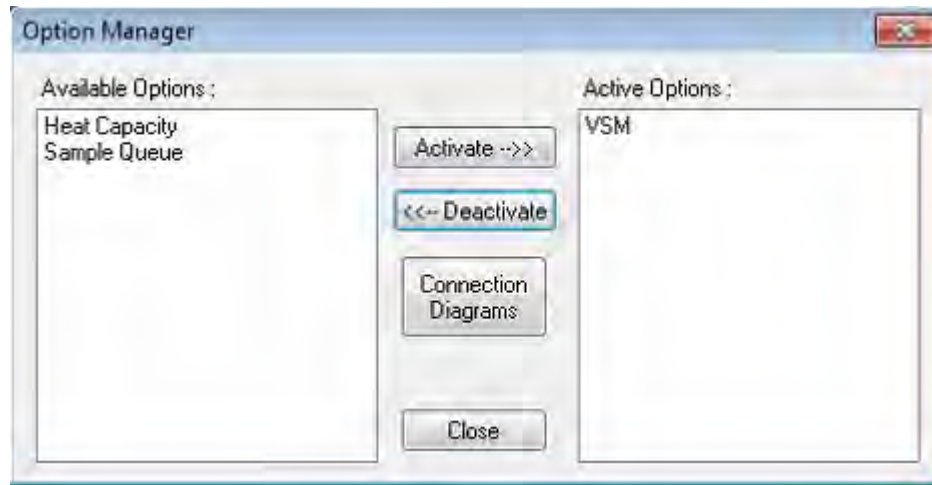 Option Manager
Available Options :
Heat Capacity
Sample Queue
Activate -->>
<<-- Deactivate
Connection
Diagrams
Close
Active Options :
VSM